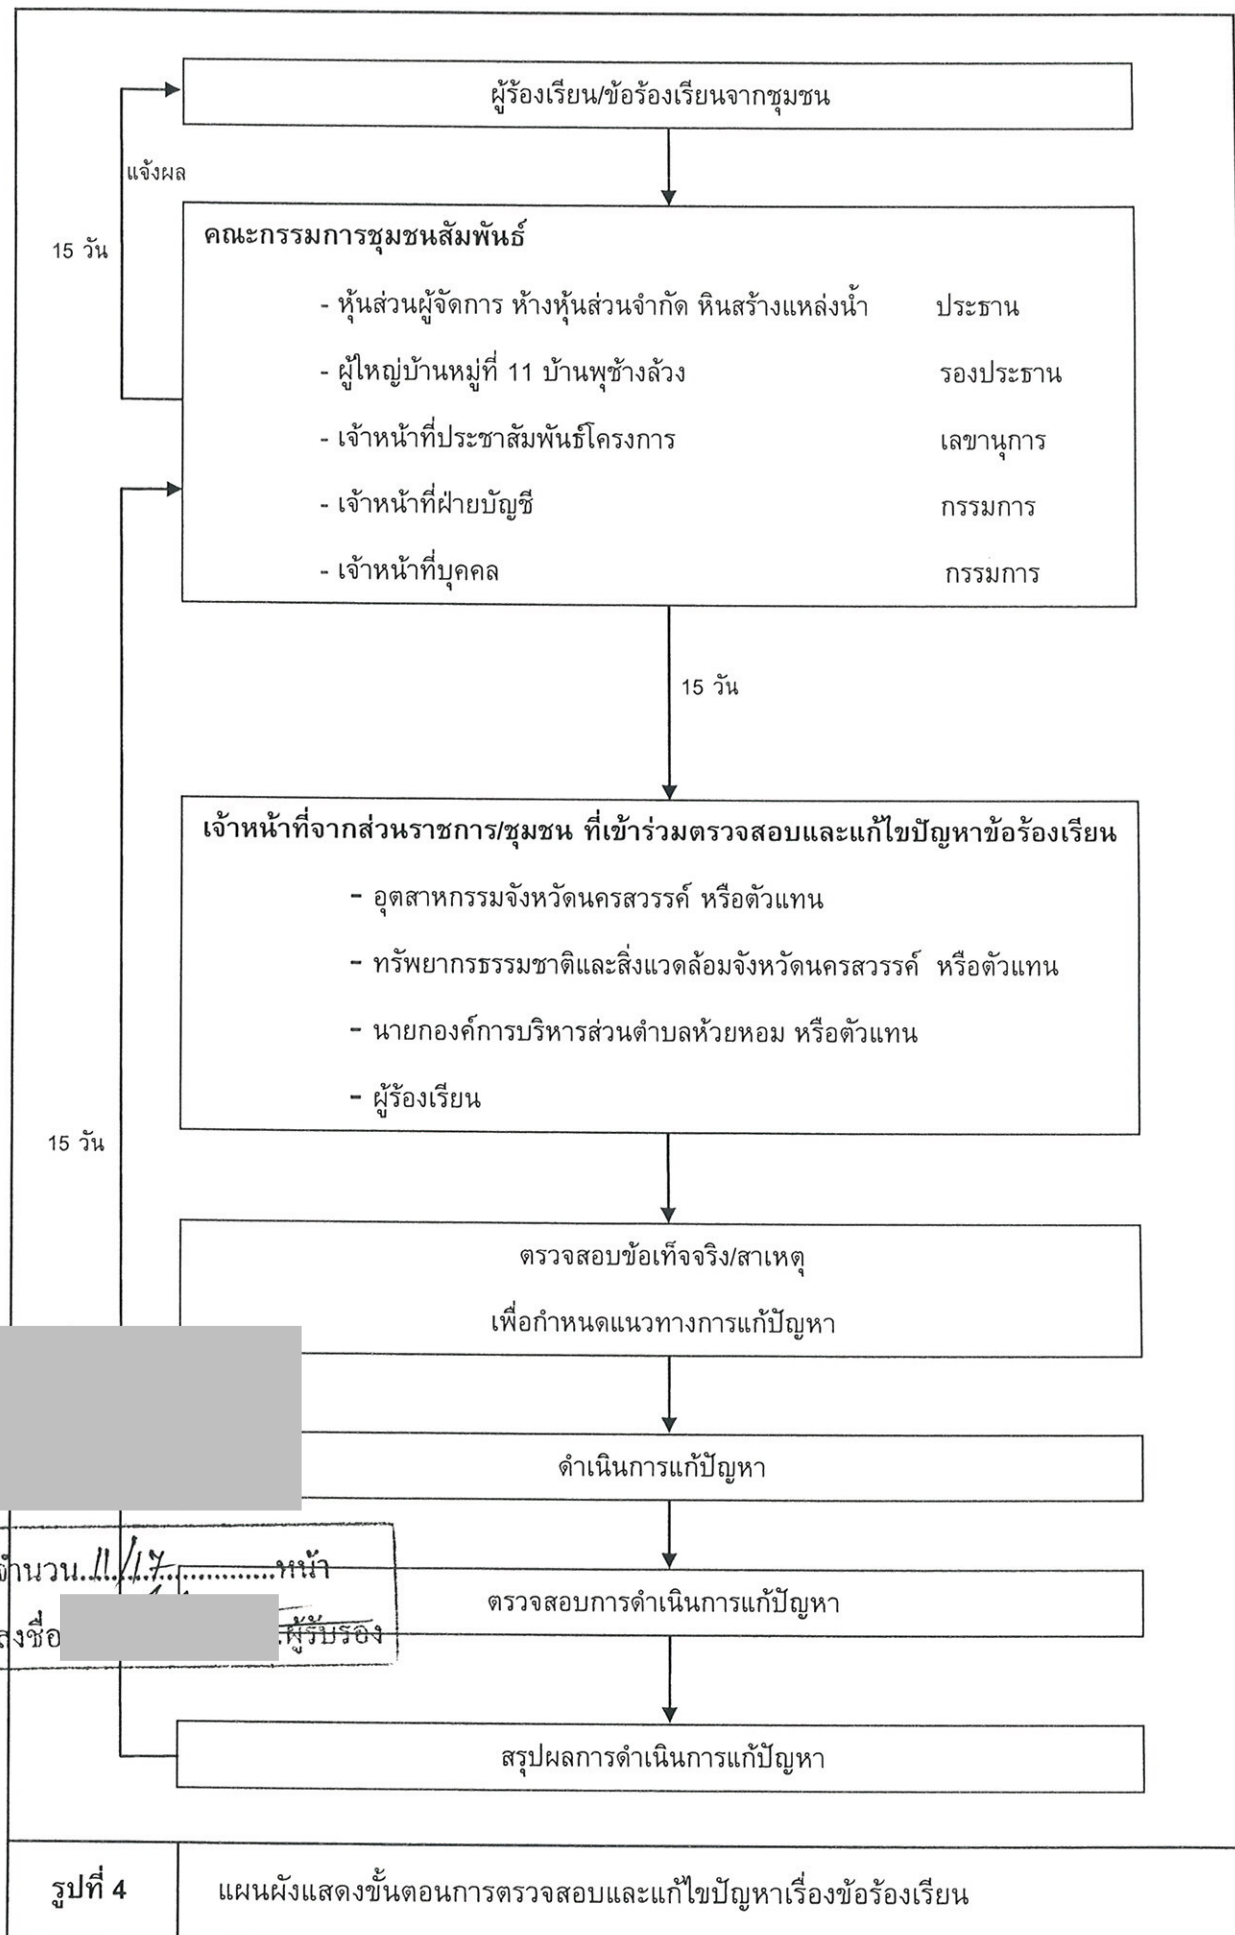 ผู้ร้องเรียน/ข้อร้องเรียนจากชุมชน
แจ้งผล
15 วัน
คณะกรรมการชุมชนสัมพันธ์
- หุ้นส่วนผู้จัดการ ห้างหุ้นส่วนจำกัด หินสร้างแหล่งน้ำ ประธาน
- ผู้ใหญ่บ้านหมู่ที่ 11 บ้านพุช้างล้วง รองประธาน
- เจ้าหน้าที่ประชาสัมพันธ์โครงการ เลขานุการ
- เจ้าหน้าที่ฝ่ายบัญชี กรรมการ
- เจ้าหน้าที่บุคคล กรรมการ
15 วัน
เจ้าหน้าที่จากส่วนราชการ/ชุมชน ที่เข้าร่วมตรวจสอบและแก้ไขปัญหาข้อร้องเรียน
- อุตสาหกรรมจังหวัดนครสวรรค์ หรือตัวแทน
- ทรัพยากรธรรมชาติและสิ่งแวดล้อมจังหวัดนครสวรรค์ หรือตัวแทน
- นายกองค์การบริหารส่วนตำบลห้วยหอม หรือตัวแทน
- ผู้ร้องเรียน
15 วัน
ตรวจสอบข้อเท็จจริง/สาเหตุ
เพื่อกำหนดแนวทางการแก้ปัญหา
ดำเนินการแก้ปัญหา
จำนวน..11/17..............หน้า
ตรวจสอบการดำเนินการแก้ปัญหา
ลงชื่อ .ผู้รับรอง
สรุปผลการดำเนินการแก้ปัญหา
รูปที่ 4 แผนผังแสดงขั้นตอนการตรวจสอบและแก้ไขปัญหาเรื่องข้อร้องเรียน